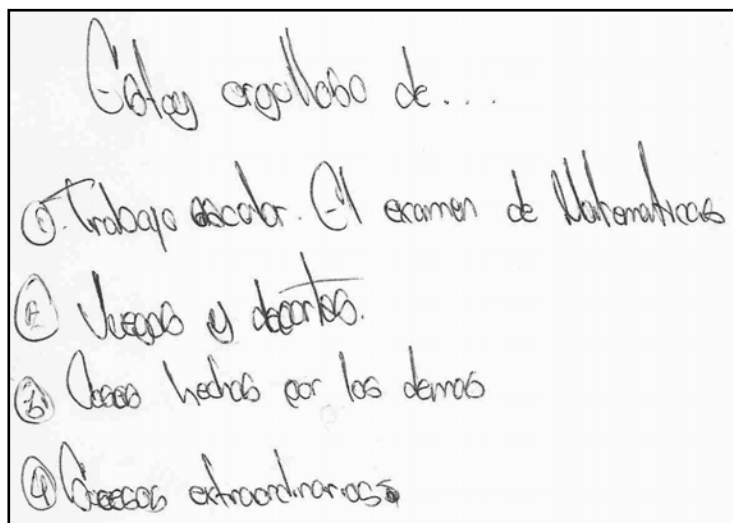 Estoy orgulloso de....
① Trabajo escolar. El examen de Matematicas
② Juegos y deportes.
③ Cosas hechas por los demas
④ Cosas extraordinarias